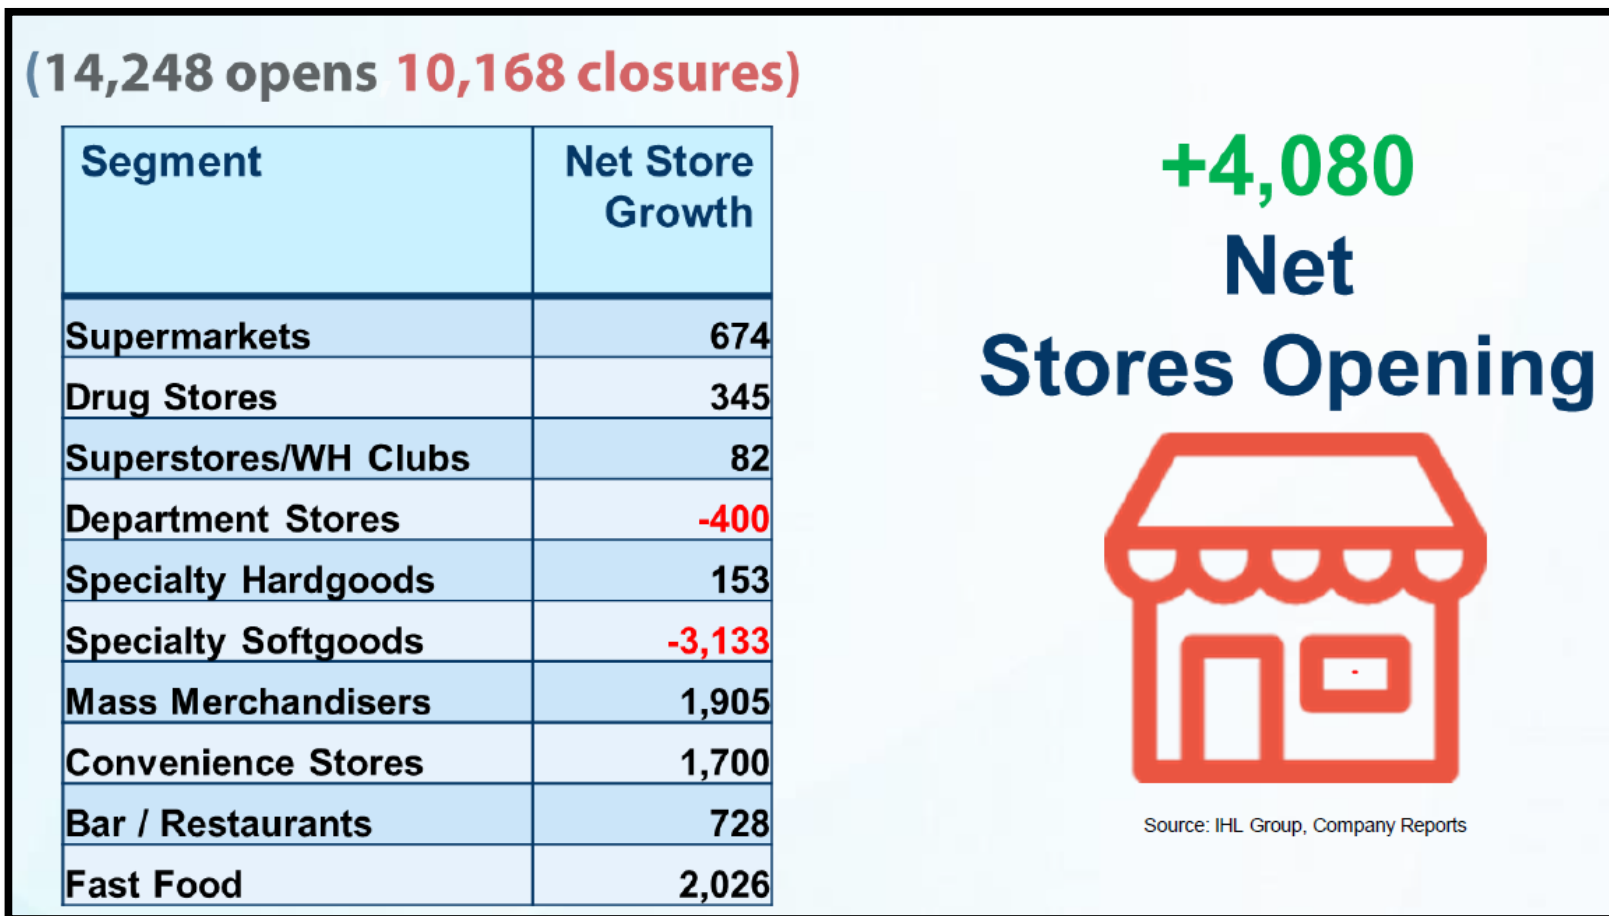 (14,248 opens 10,168 closures)
Segment Net Store
Growth
Supermarkets 674
Drug Stores 345
Superstores/WH Clubs 82
Department Stores -400
Specialty Hardgoods 153
Specialty Softgoods -3,133
Mass Merchandisers 1,905
Convenience Stores 1,700
Bar / Restaurants 728
Fast Food 2,026
+4,080
Net
Stores Opening
-
Source: IHL Group, Company Reports